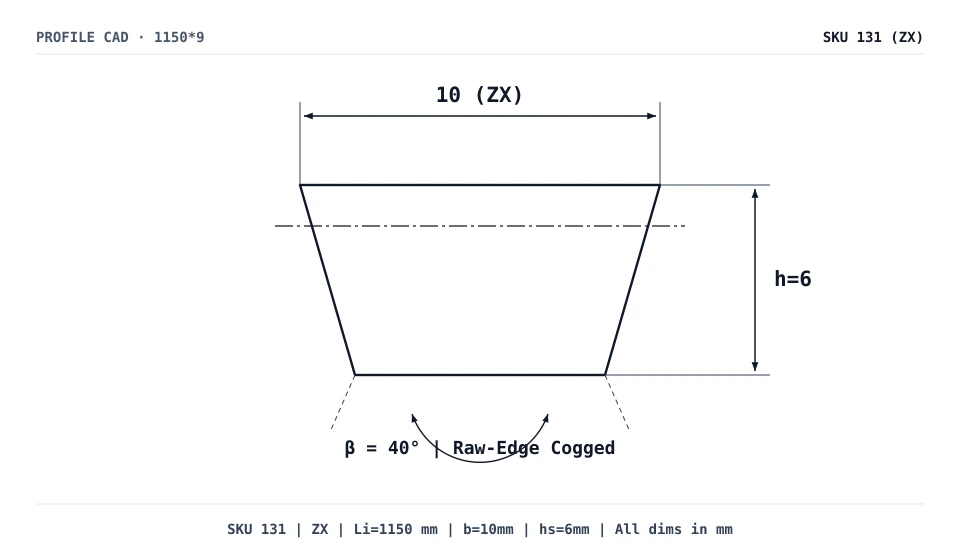 PROFILE CAD · 1150*9
SKU 131 (ZX)
10 (ZX)
h=6
β = 40° | Raw-Edge Cogged
SKU 131 | ZX | Li=1150 mm | b=10mm | hs=6mm | All dims in mm